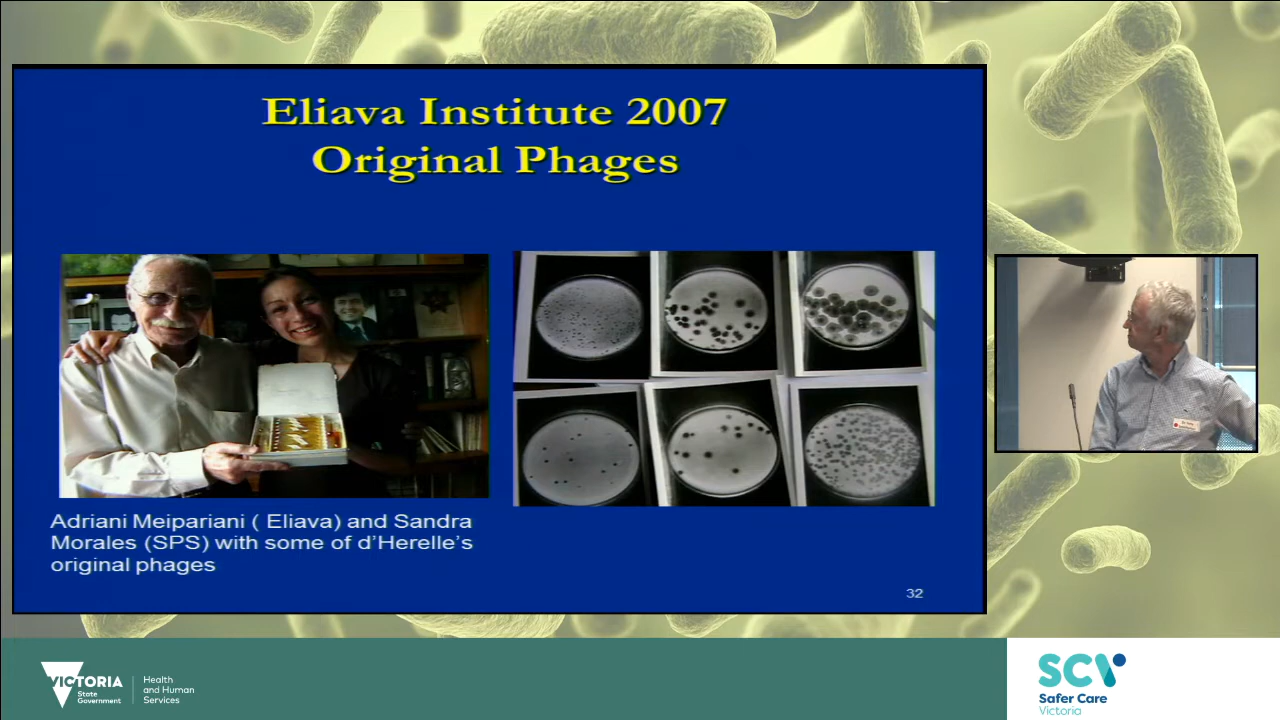 Eliava Institute 2007
Original Phages
Adriani Meipariani ( Eliava) and Sandra
Morales (SPS) with some of d'Herelle's
original phages
32
VICTORIA
State
Government
Health
and Human
Services
SCV
Safer Care
Victoria